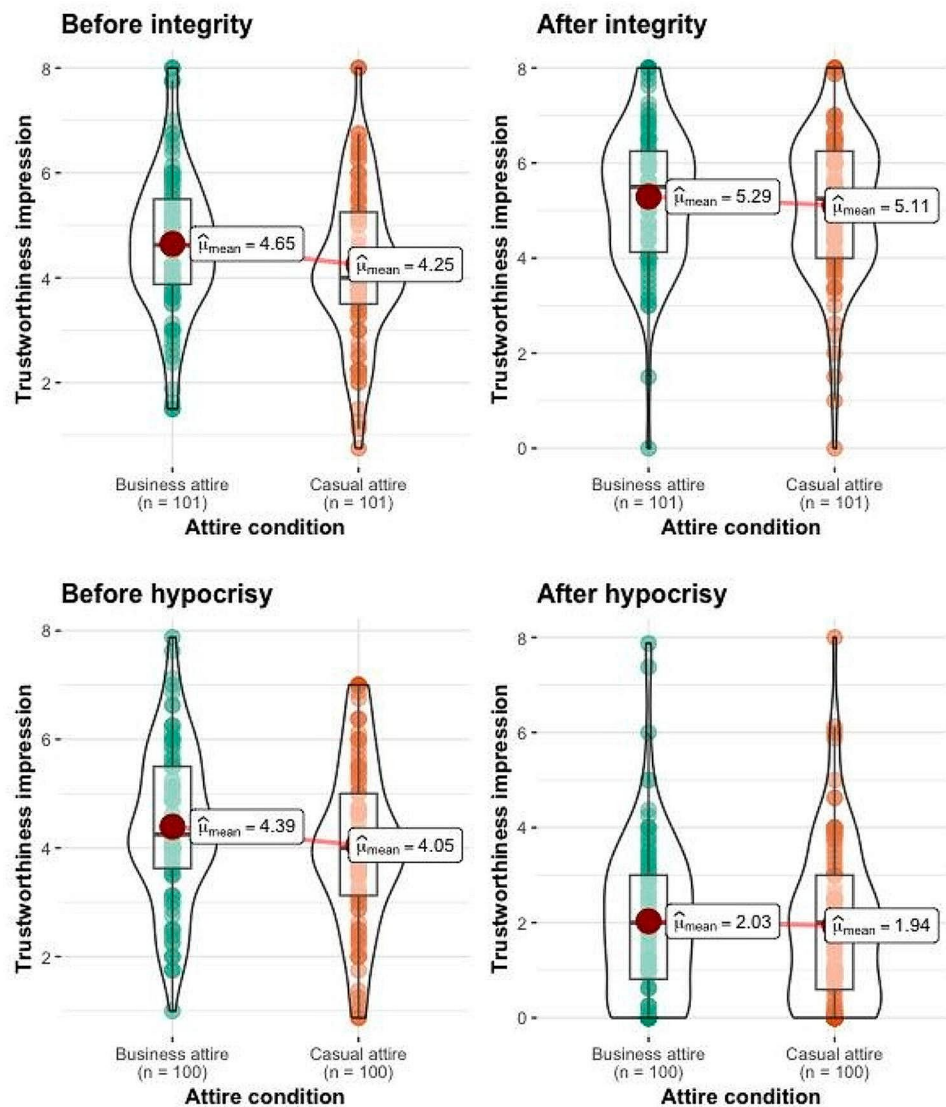 Before integrity
Trustworthiness impression
8
6
4
2
μ̂mean = 4.65
μ̂mean = 4.25
Business attire
(n = 101)
Casual attire
(n = 101)
Attire condition
After integrity
Trustworthiness impression
8
6
4
2
0
μ̂mean = 5.29
μ̂mean = 5.11
Business attire
(n = 101)
Casual attire
(n = 101)
Attire condition
Before hypocrisy
Trustworthiness impression
8
6
4
2
μ̂mean = 4.39
μ̂mean = 4.05
Business attire
(n = 100)
Casual attire
(n = 100)
Attire condition
After hypocrisy
Trustworthiness impression
8
6
4
2
0
μ̂mean = 2.03
μ̂mean = 1.94
Business attire
(n = 100)
Casual attire
(n = 100)
Attire condition